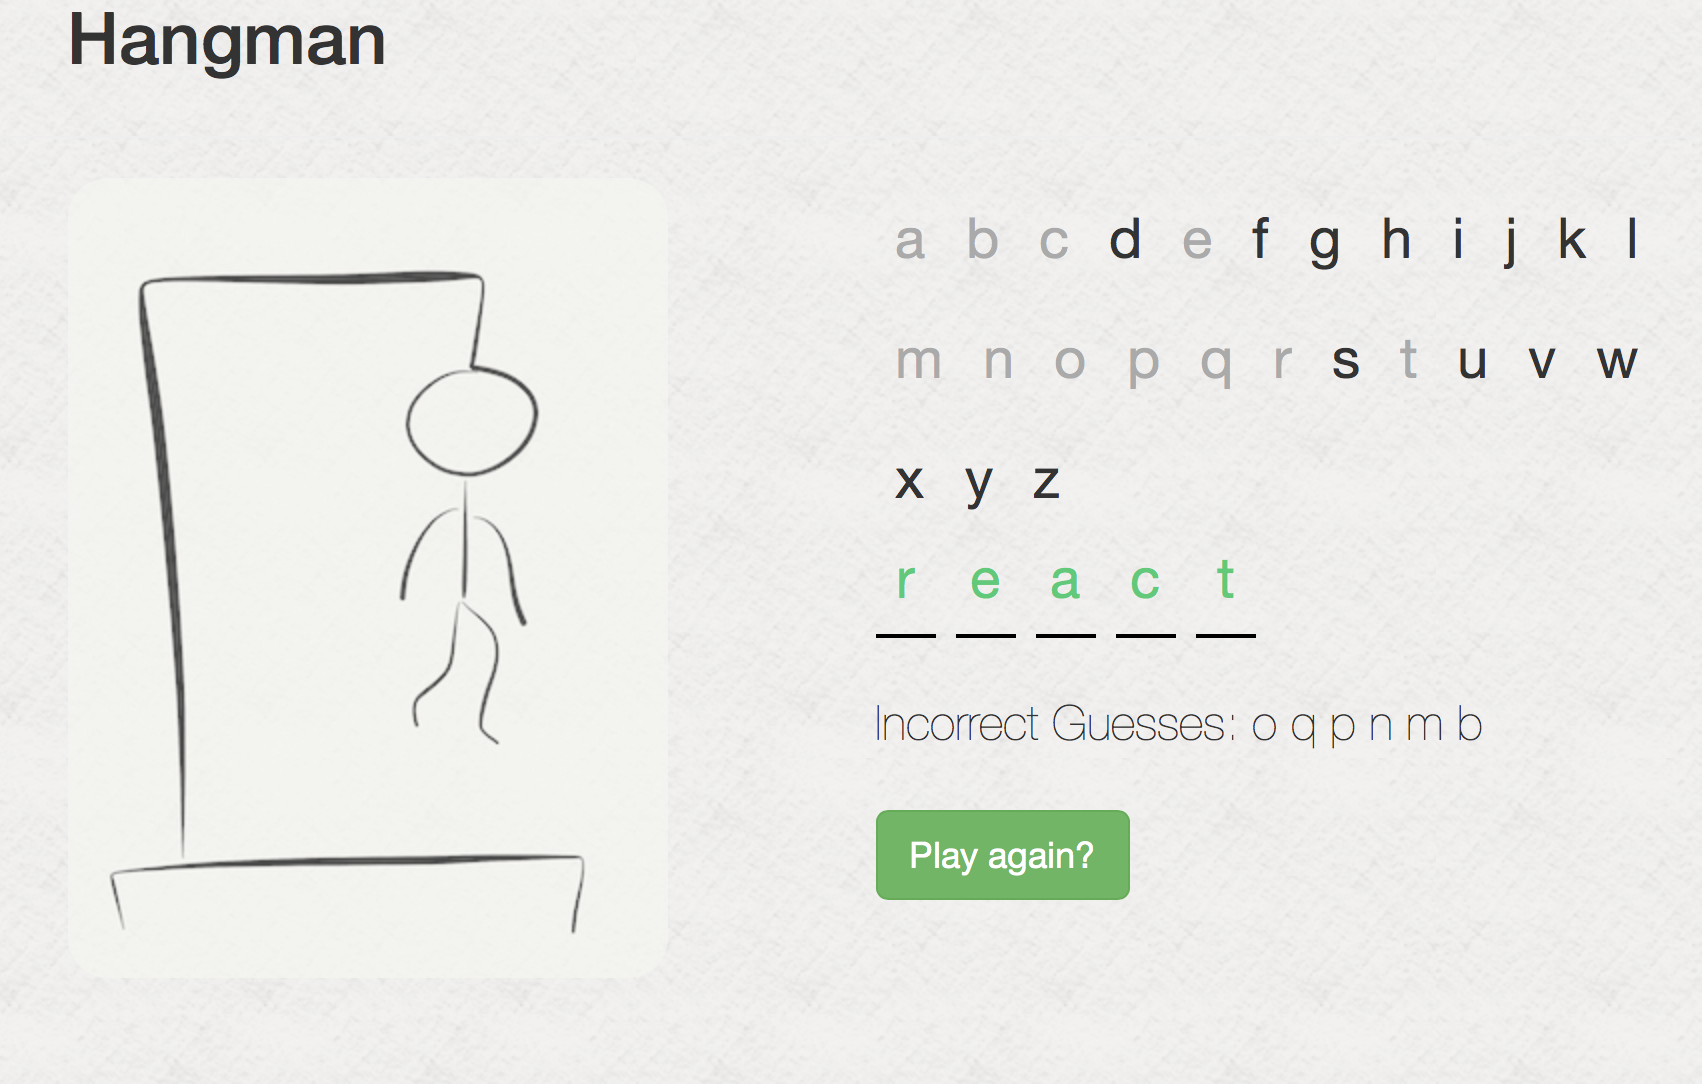 Hangman
a b c d e f g h i j k l
m n o p q r s t u v w
x y z
r e a c t
Incorrect Guesses: o q p n m b
Play again?